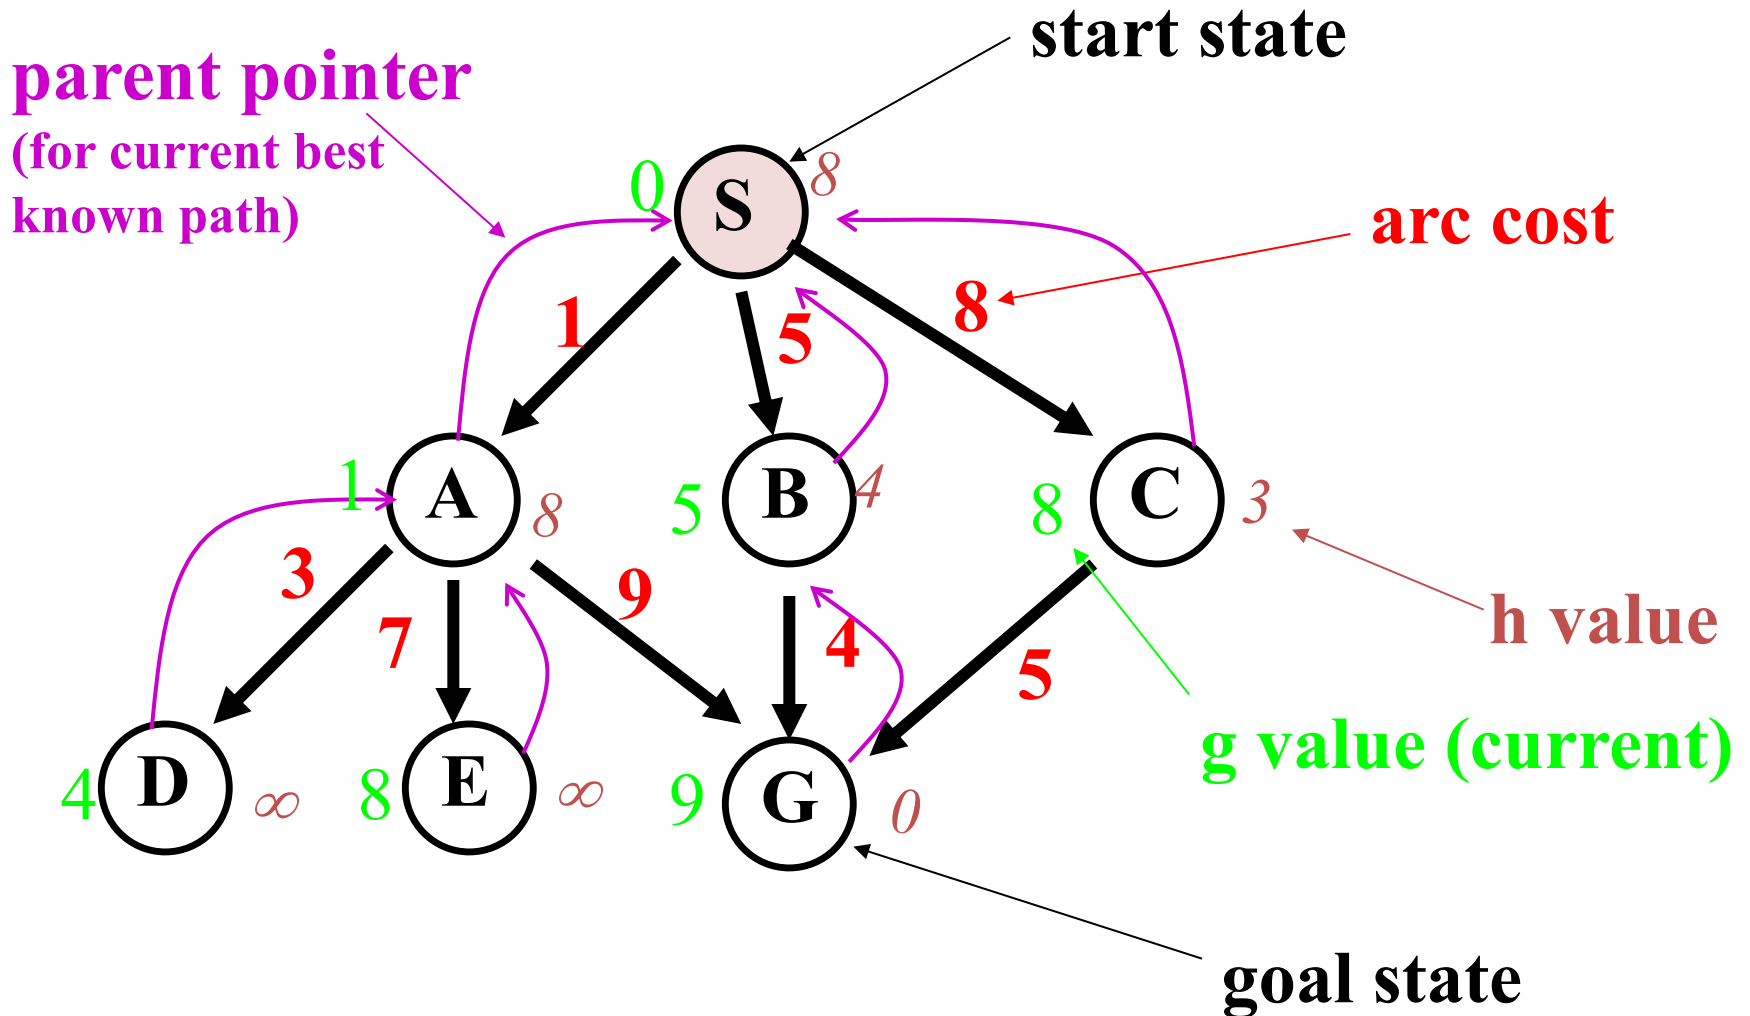 start state
parent pointer
(for current best
known path)
0 S 8
arc cost
1 5 8
1 A 8 5 B 4 8 C 3
3 7 9 4 5
h value
g value (current)
4 D ∞ 8 E ∞ 9 G 0
goal state